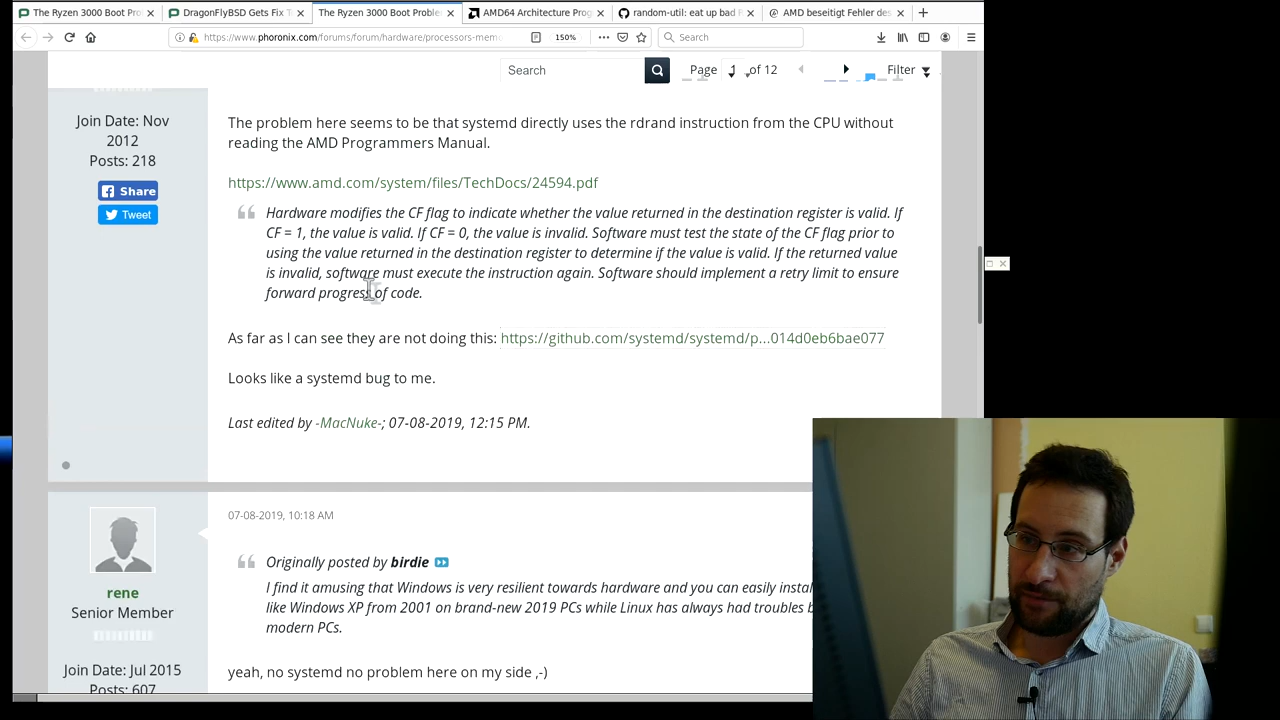 The Ryzen 3000 Boot Pro
DragonFlyBSD Gets Fix T
The Ryzen 3000 Boot Proble
AMD64 Architecture Prog
random-util: eat up bad F
AMD beseitigt Fehler des
https://www.phoronix.com/forums/forum/hardware/processors-mem
150%
Search
Search
Page 1 of 12
Filter
Join Date: Nov
2012
Posts: 218
Share
Tweet
The problem here seems to be that systemd directly uses the rdrand instruction from the CPU without
reading the AMD Programmers Manual.
https://www.amd.com/system/files/TechDocs/24594.pdf
Hardware modifies the CF flag to indicate whether the value returned in the destination register is valid. If
CF = 1, the value is valid. If CF = 0, the value is invalid. Software must test the state of the CF flag prior to
using the value returned in the destination register to determine if the value is valid. If the returned value
is invalid, software must execute the instruction again. Software should implement a retry limit to ensure
forward progress of code.
As far as I can see they are not doing this: https://github.com/systemd/systemd/p...014d0eb6bae077
Looks like a systemd bug to me.
Last edited by -MacNuke-; 07-08-2019, 12:15 PM.
rene
Senior Member
Join Date: Jul 2015
Posts: 607
07-08-2019, 10:18 AM
Originally posted by birdie
I find it amusing that Windows is very resilient towards hardware and you can easily instal
like Windows XP from 2001 on brand-new 2019 PCs while Linux has always had troubles b
modern PCs.
yeah, no systemd no problem here on my side ,-)